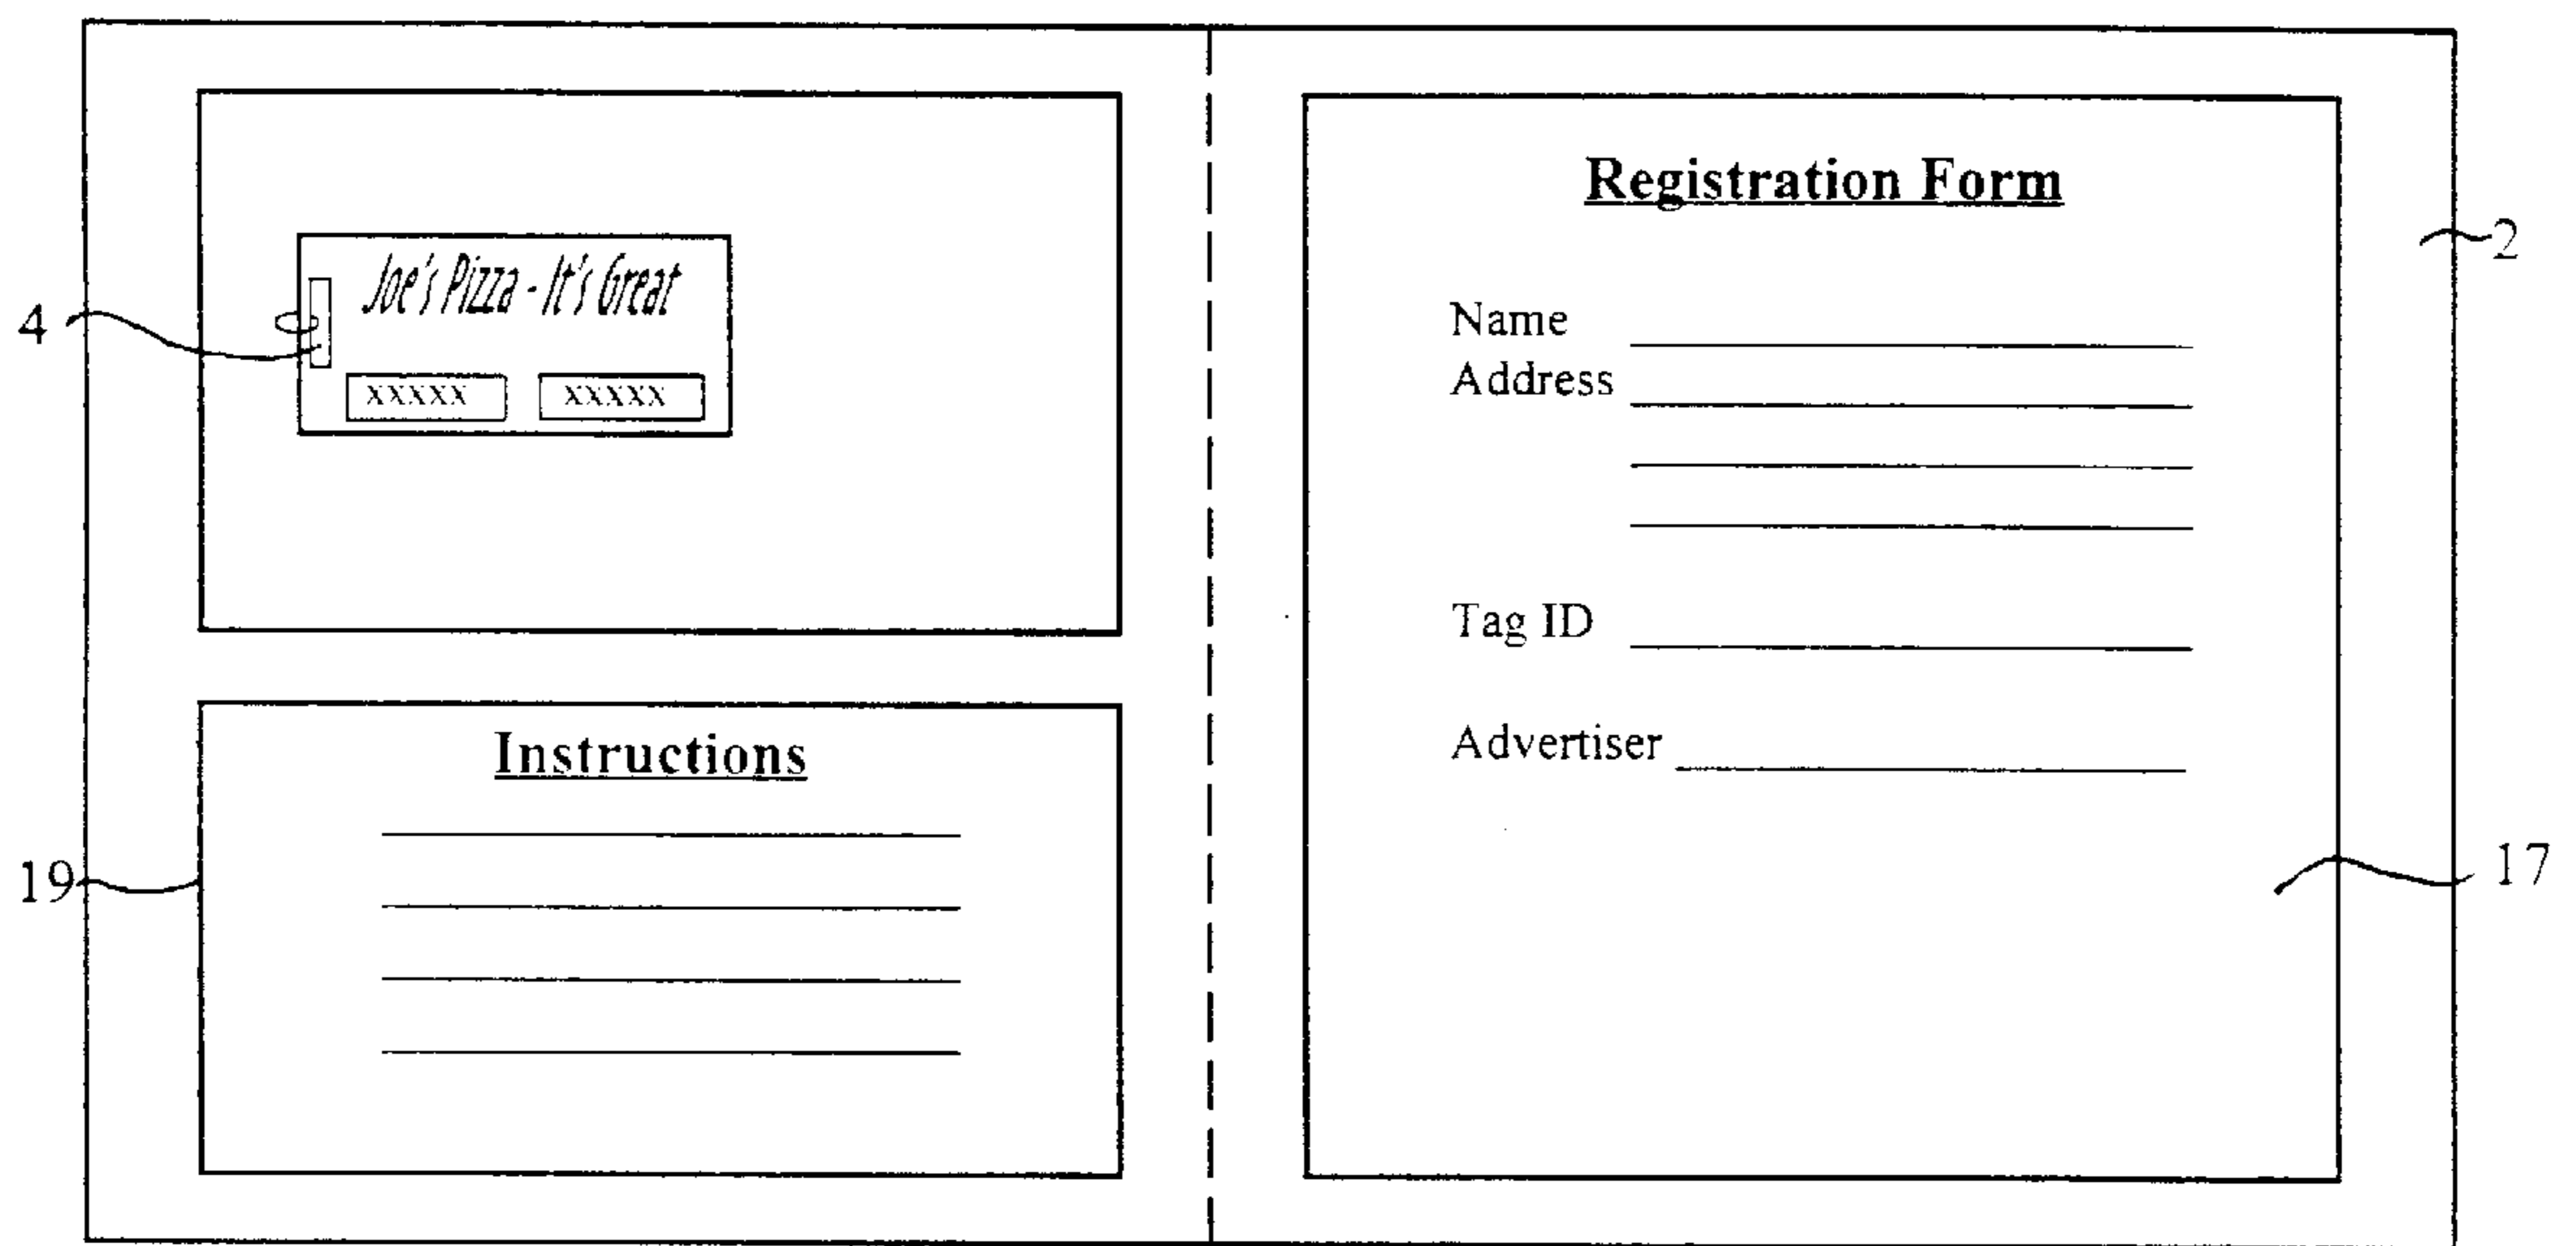 Joe's Pizza - It's Great
4
XXXXX XXXXX
Instructions
19
Registration Form
2
Name
Address
Tag ID
Advertiser
17